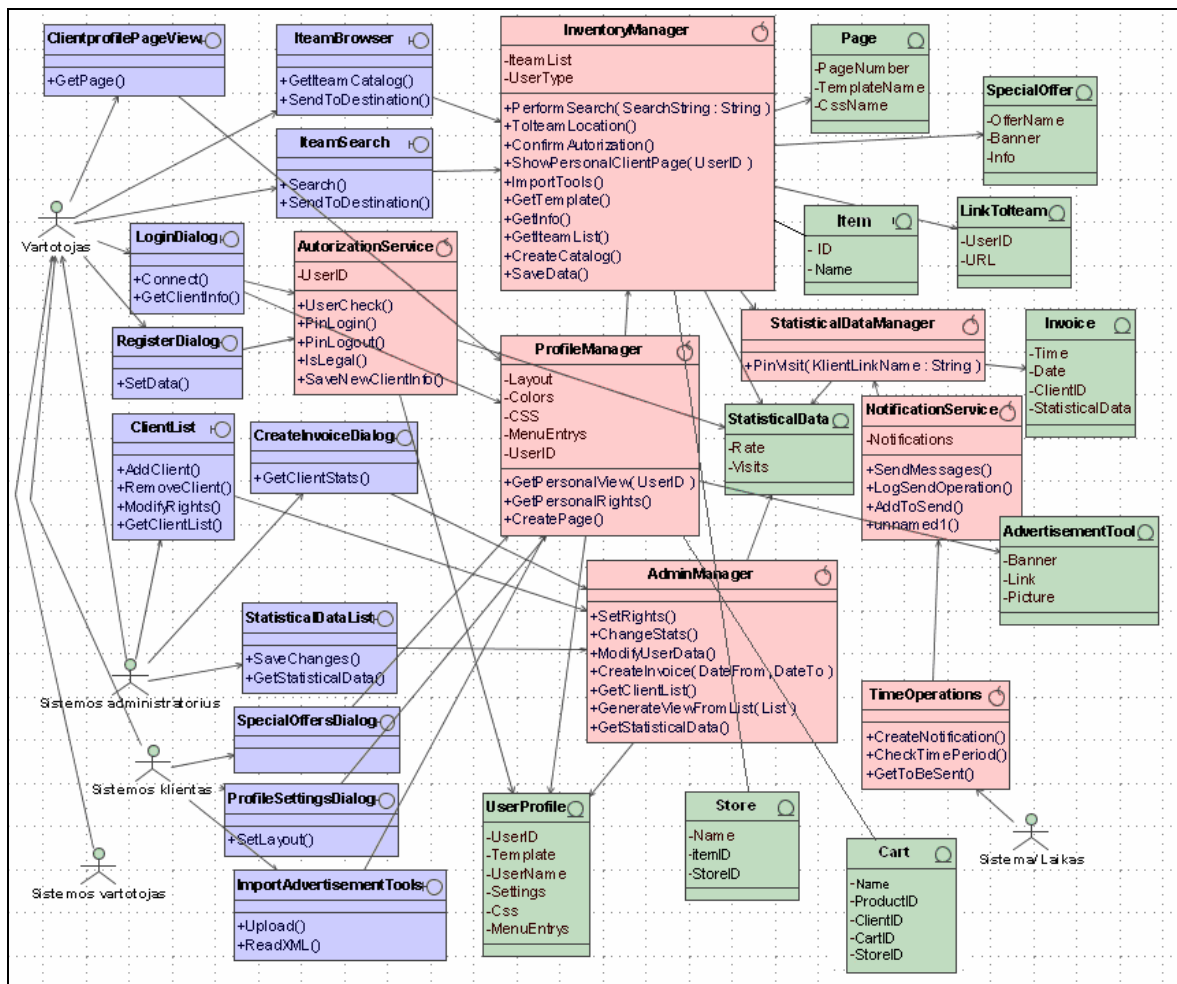 ClientprofilePageView
+GetPage()
IteamBrowser
+GetIteamCatalog()
+SendToDestination()
IteamSearch
+Search()
+SendToDestination()
InventoryManager
-IteamList
-UserType
+PerformSearch( SearchString : String )
+ToIteamLocation()
+ConfirmAutorization()
+ShowPersonalClientPage( UserID )
+ImportTools()
+GetTemplate()
+GetInfo()
+GetIteamList()
+CreateCatalog()
+SaveData()
Page
-PageNumber
-TemplateName
-CssName
SpecialOffer
-OfferName
-Banner
-Info
LinkToIteam
-UserID
-URL
Item
- ID
- Name
Vartotojas
LoginDialog
+Connect()
+GetClientInfo()
AutorizationService
-UserID
+UserCheck()
+PinLogin()
+PinLogout()
+IsLegal()
+SaveNewClientInfo()
RegisterDialog
+SetData()
ProfileManager
-Layout
-Colors
-CSS
-MenuEntrys
-UserID
+GetPersonalView( UserID )
+GetPersonalRights()
+CreatePage()
StatisticalDataManager
+PinVisit( KlientLinkName : String )
Invoice
-Time
-Date
-ClientID
-StatisticalData
StatisticalData
-Rate
-Visits
NotificationService
-Notifications
+SendMessages()
+LogSendOperation()
+AddToSend()
+unnamed1()
ClientList
+AddClient()
+RemoveClient()
+ModifyRights()
+GetClientList()
CreateInvoiceDialog
+GetClientStats()
AdvertisementTool
-Banner
-Link
-Picture
AdminManager
+SetRights()
+ChangeStats()
+ModifyUserData()
+CreateInvoice( DateFrom ,DateTo )
+GetClientList()
+GenerateViewFromList( List )
+GetStatisticalData()
StatisticalDataList
+SaveChanges()
+GetStatisticalData()
Sistemos administratorius
SpecialOffersDialog
Sistemos klientas
TimeOperations
+CreateNotification()
+CheckTimePeriod()
+GetToBeSent()
ProfileSettingsDialog
+SetLayout()
UserProfile
-UserID
-Template
-UserName
-Settings
-Css
-MenuEntrys
Store
-Name
-itemID
-StoreID
Sistema/Laikas
Cart
-Name
-ProductID
-ClientID
-CartID
-StoreID
Sistemos vartotojas
ImportAdvertisementTools
+Upload()
+ReadXML()